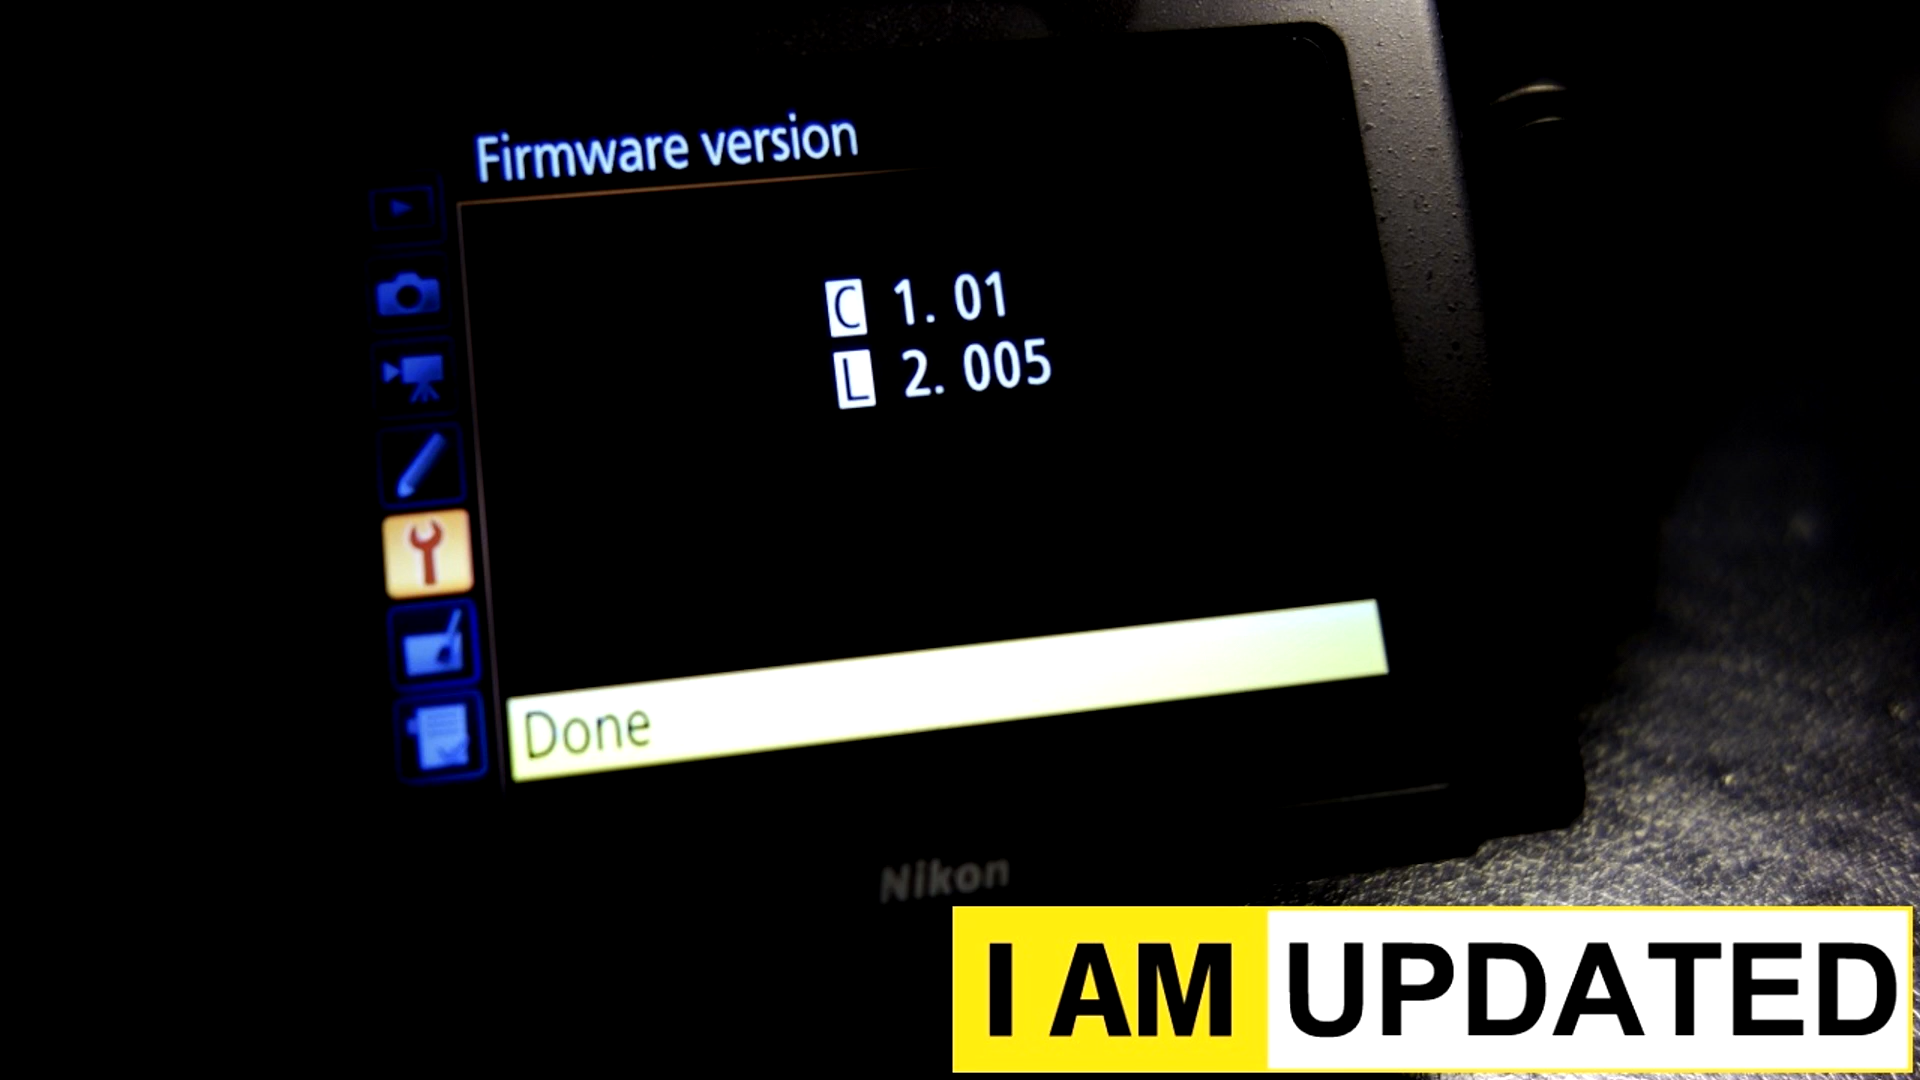 Firmware version
C 1. 01
L 2. 005
Done
Nikon
I AM UPDATED